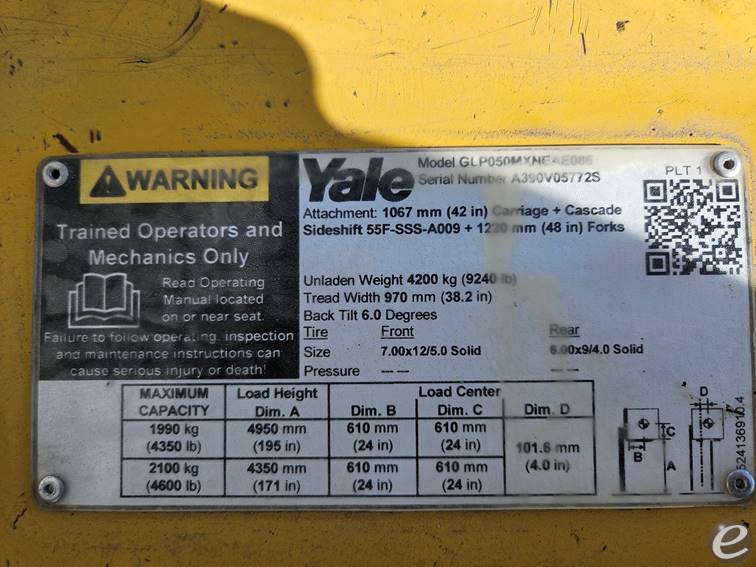 WARNING
Trained Operators and
Mechanics Only
Read Operating
Manual located
on or near seat.
Failure to follow operating, inspection
and maintenance instructions can
cause serious injury or death!
Yale
Model GLP050MXNEAE086
Serial Number A390V05772S
PLT 1
Attachment: 1067 mm (42 in) Carriage + Cascade
Sideshift 55F-SSS-A009 + 1220 mm (48 in) Forks
Unladen Weight 4200 kg (9240 lb)
Tread Width 970 mm (38.2 in)
Back Tilt 6.0 Degrees
Tire Front Rear
Size 7.00x12/5.0 Solid 6.00x9/4.0 Solid
Pressure -- -- -- --
MAXIMUM CAPACITY Load Height Dim. A Load Center Dim. B Dim. C Dim. D
1990 kg (4350 lb) 4950 mm (195 in) 610 mm (24 in) 610 mm (24 in) 101.6 mm (4.0 in)
2100 kg (4600 lb) 4350 mm (171 in) 610 mm (24 in) 610 mm (24 in)
D
C
B
A
524136910.4
e-equip